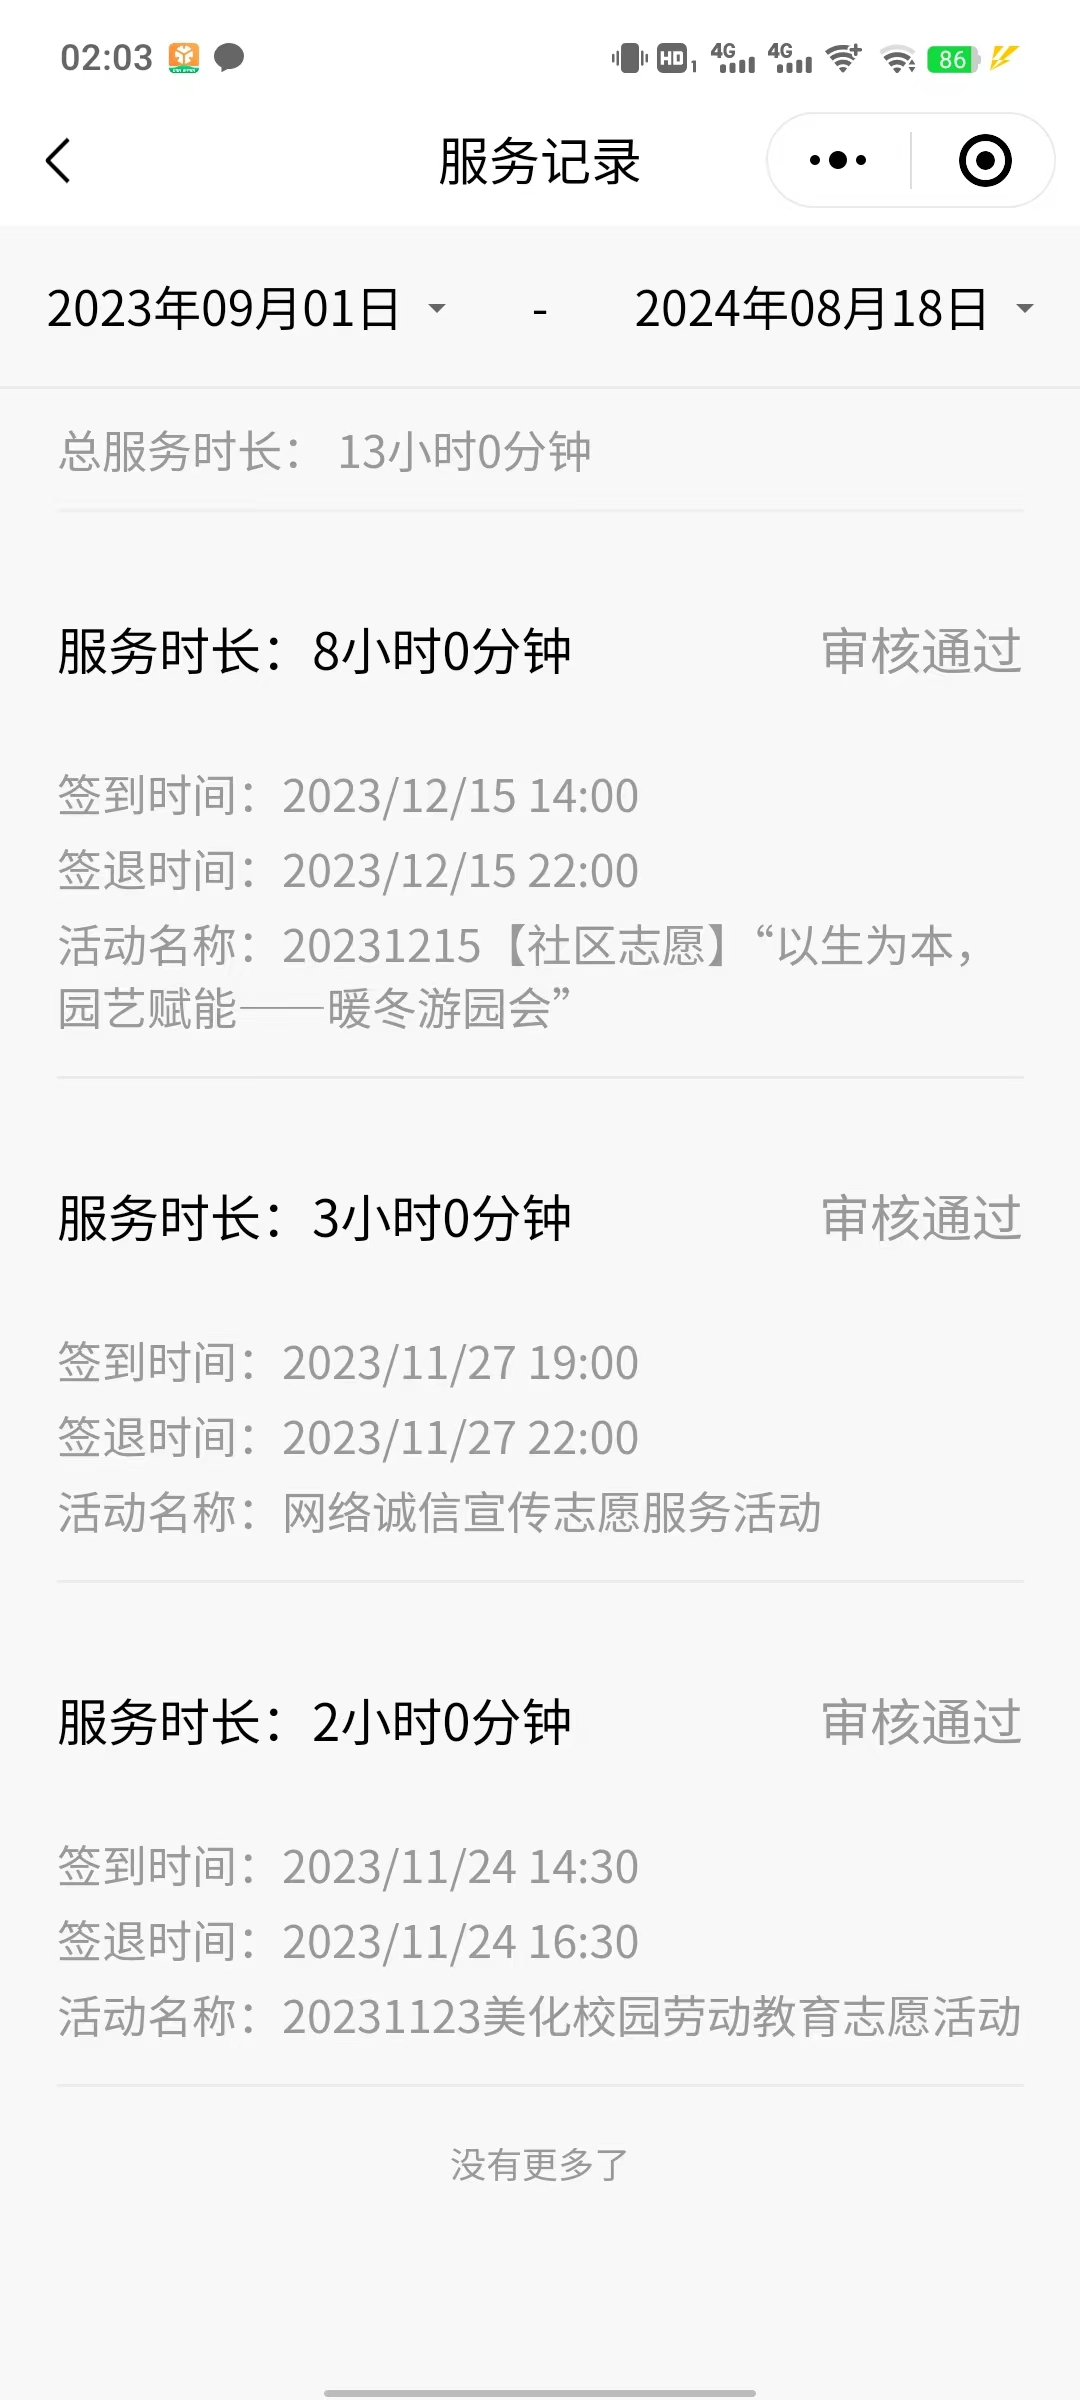 02:03
HD 1 4G 4G 86
服务记录
2023年09月01日 - 2024年08月18日
总服务时长： 13小时0分钟
服务时长：8小时0分钟 审核通过
签到时间：2023/12/15 14:00
签退时间：2023/12/15 22:00
活动名称：20231215【社区志愿】“以生为本，
园艺赋能——暖冬游园会”
服务时长：3小时0分钟 审核通过
签到时间：2023/11/27 19:00
签退时间：2023/11/27 22:00
活动名称：网络诚信宣传志愿服务活动
服务时长：2小时0分钟 审核通过
签到时间：2023/11/24 14:30
签退时间：2023/11/24 16:30
活动名称：20231123美化校园劳动教育志愿活动
没有更多了